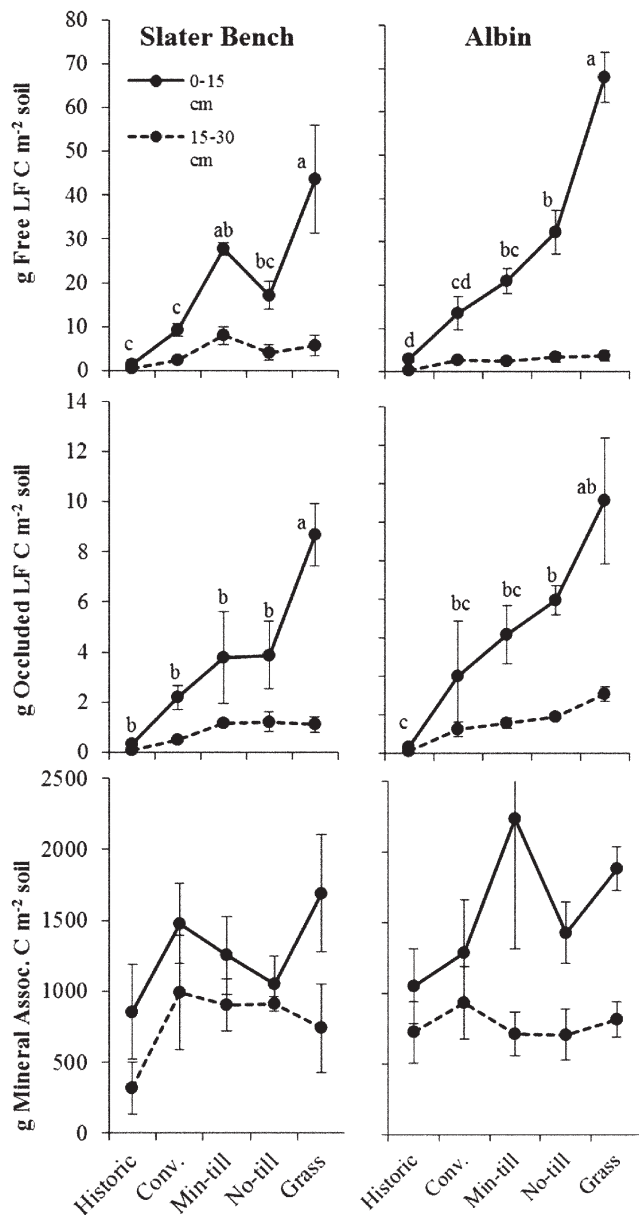 Slater Bench
Albin
0-15
cm
15-30
cm
g Free LF C m-2 soil
80
70
60
50
40
30
20
10
0
c
c
ab
bc
a
d
cd
bc
b
a
g Occluded LF C m-2 soil
14
12
10
8
6
4
2
0
b
b
b
b
a
c
bc
bc
b
ab
g Mineral Assoc. C m-2 soil
2500
2000
1500
1000
500
0
Historic
Conv.
Min-till
No-till
Grass
Historic
Conv.
Min-till
No-till
Grass